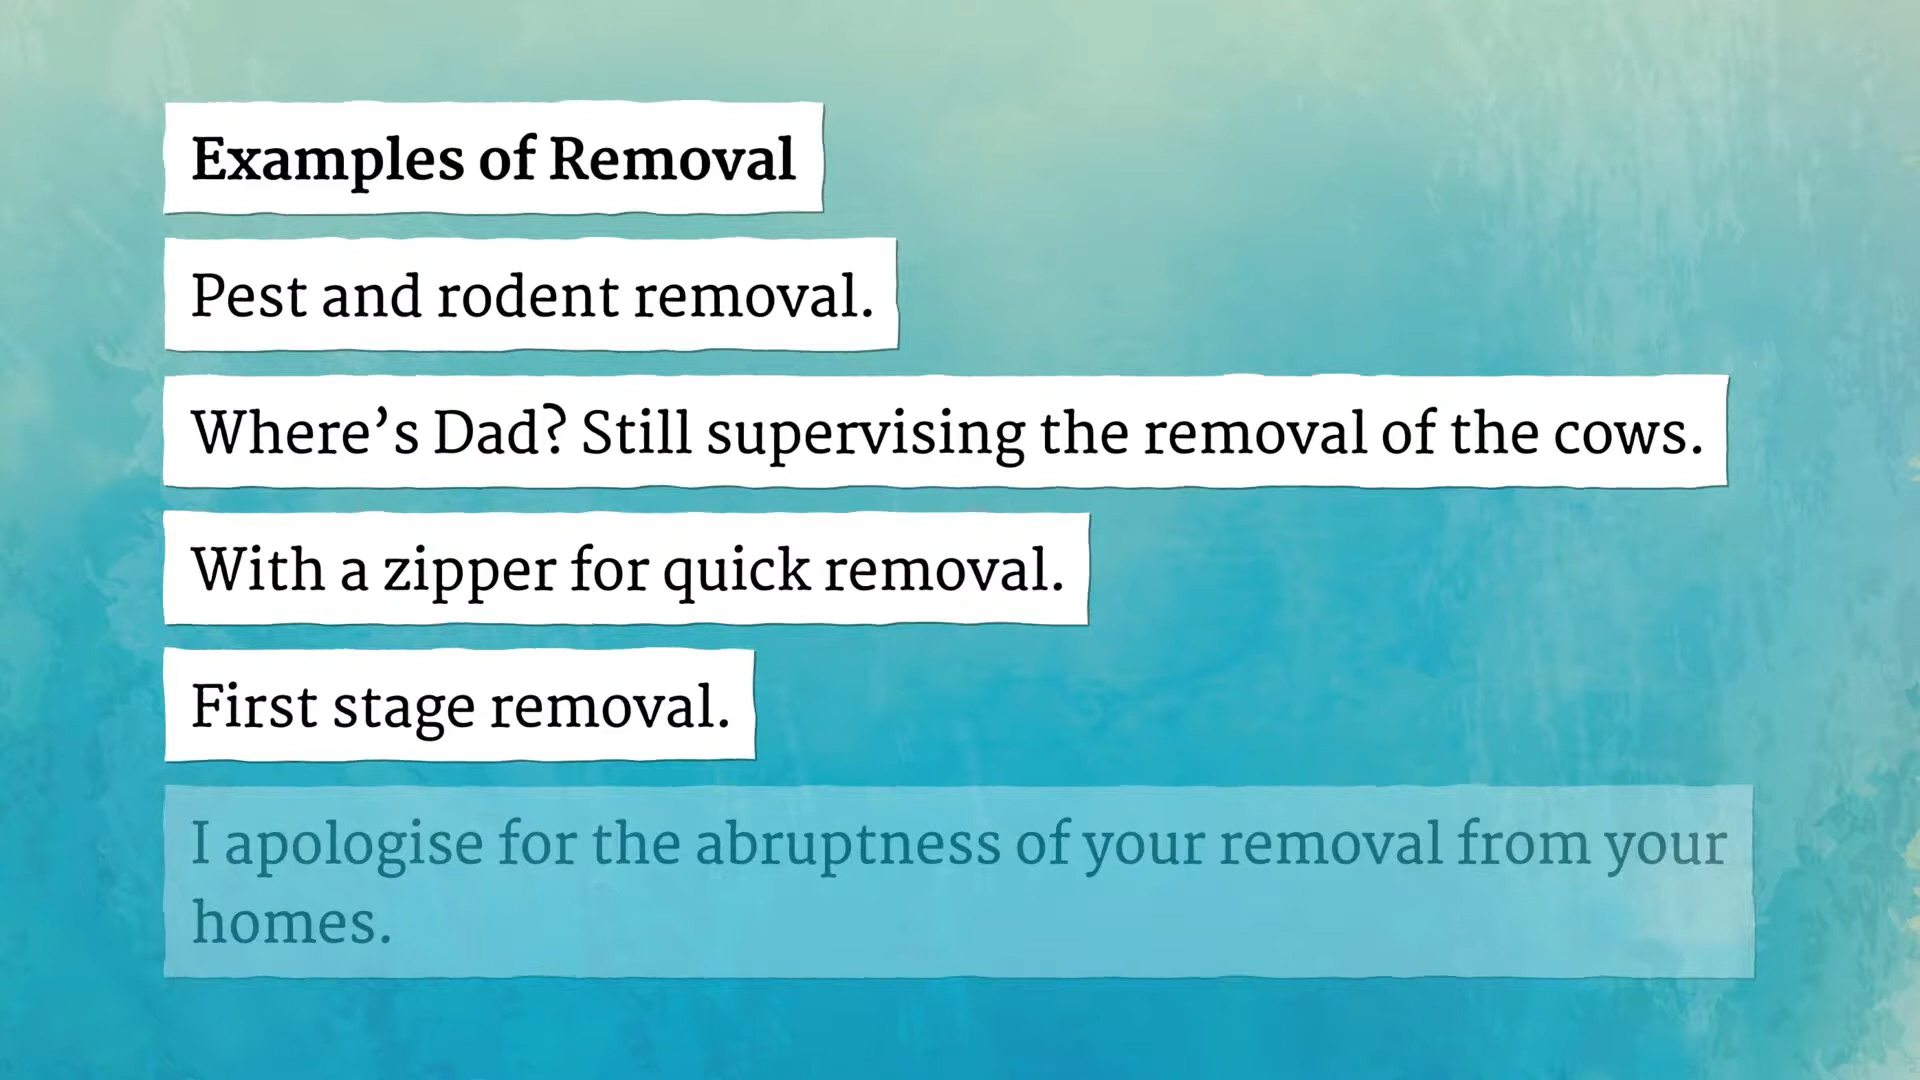 Examples of Removal
Pest and rodent removal.
Where’s Dad? Still supervising the removal of the cows.
With a zipper for quick removal.
First stage removal.
I apologise for the abruptness of your removal from your
homes.